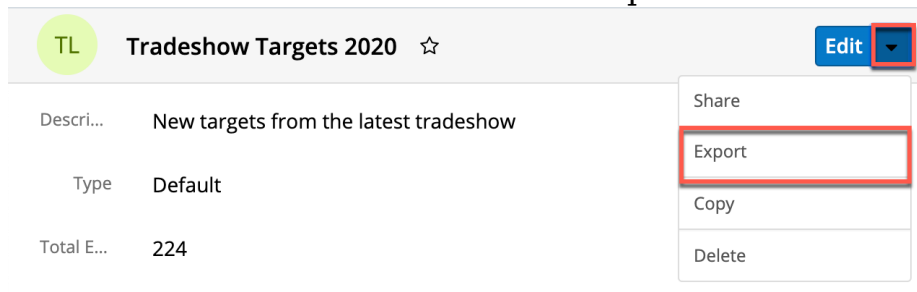 TL
Tradeshow Targets 2020
Edit
Share
Descri...
New targets from the latest tradeshow
Export
Type
Default
Copy
Total E...
224
Delete